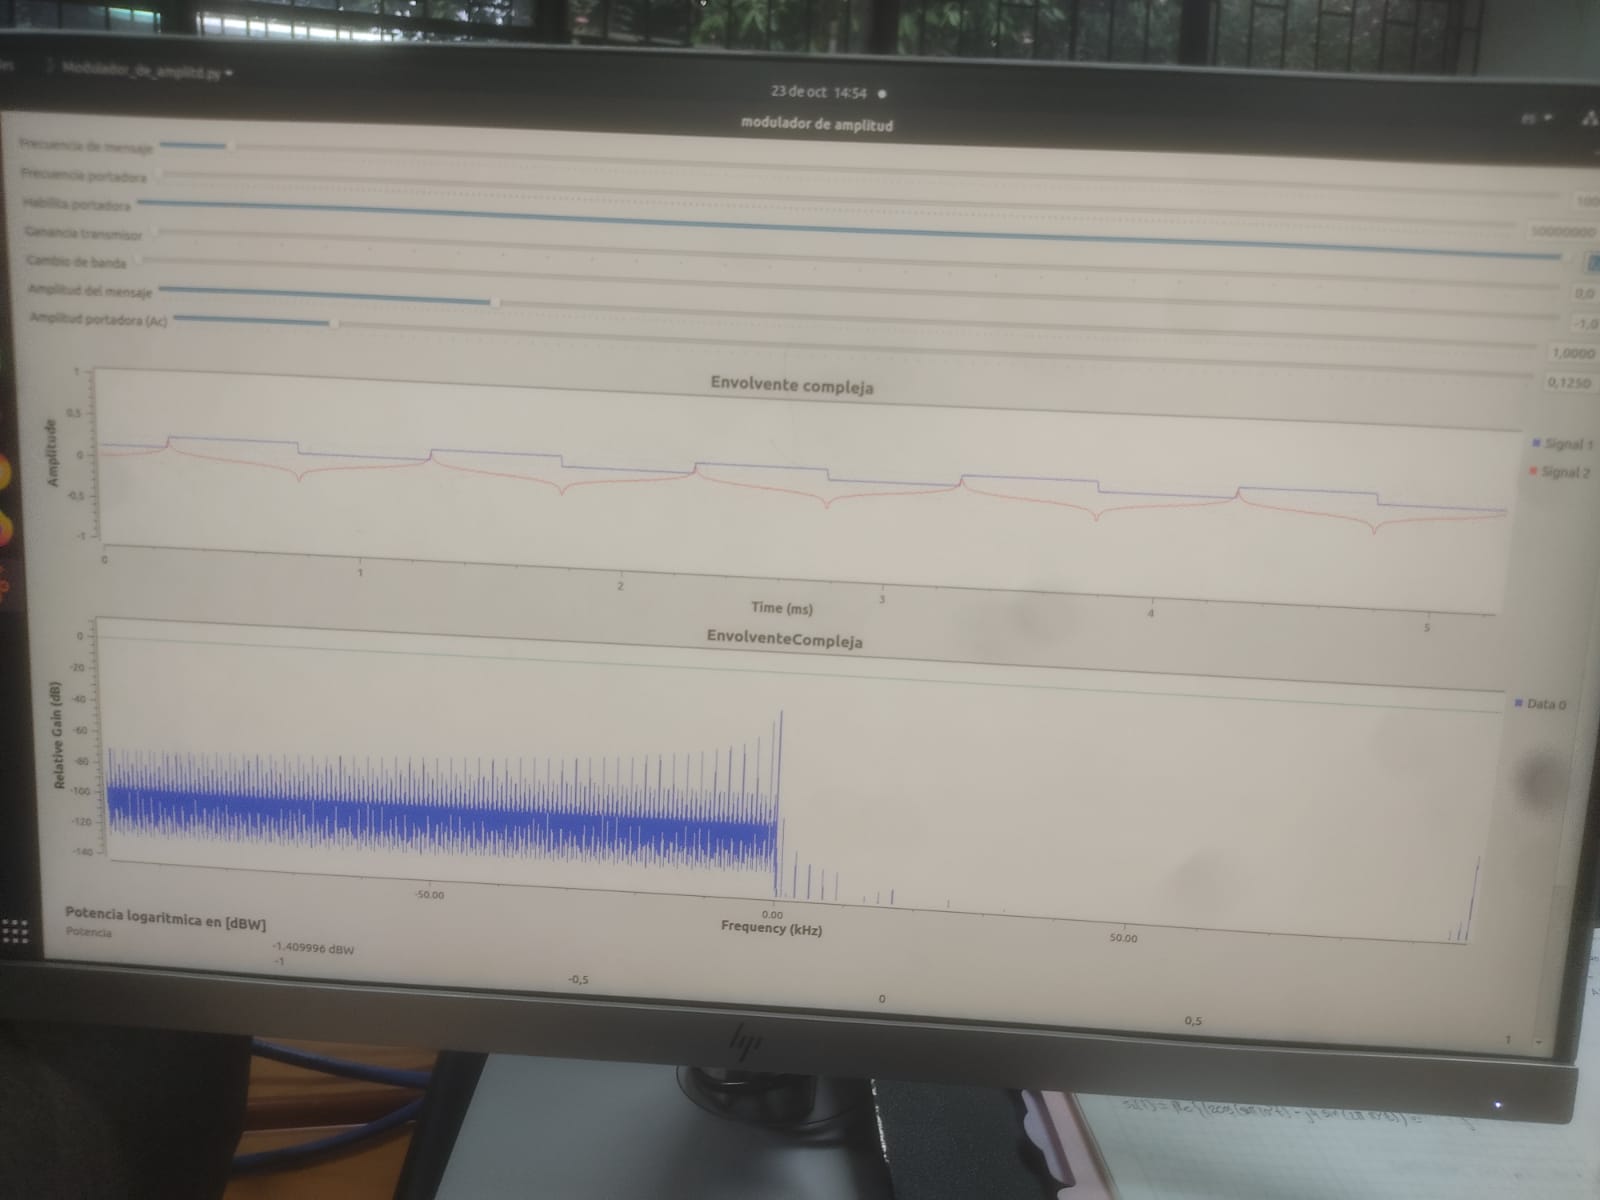 Modulador_de_amplitd.py
23 de oct 14:54
es
modulador de amplitud
Frecuencia de mensaje
Frecuencia portadora
50000000
Habilita portadora
Ganancia transmisor
0,0
Cambio de banda
-1,0
Amplitud del mensaje
1,0000
Amplitud portadora (Ac)
0,1250
Envolvente compleja
Amplitude
1
0,5
0
-0,5
-1
Signal 1
Signal 2
0
1
2
3
4
5
Time (ms)
EnvolventeCompleja
Relative Gain (dB)
0
-20
-40
-60
-80
-100
-120
-140
Data 0
-50.00
0.00
50.00
Frequency (kHz)
Potencia logaritmica en [dBW]
Potencia
-1.409996 dBW
-1
-0,5
0
0,5
1
hp